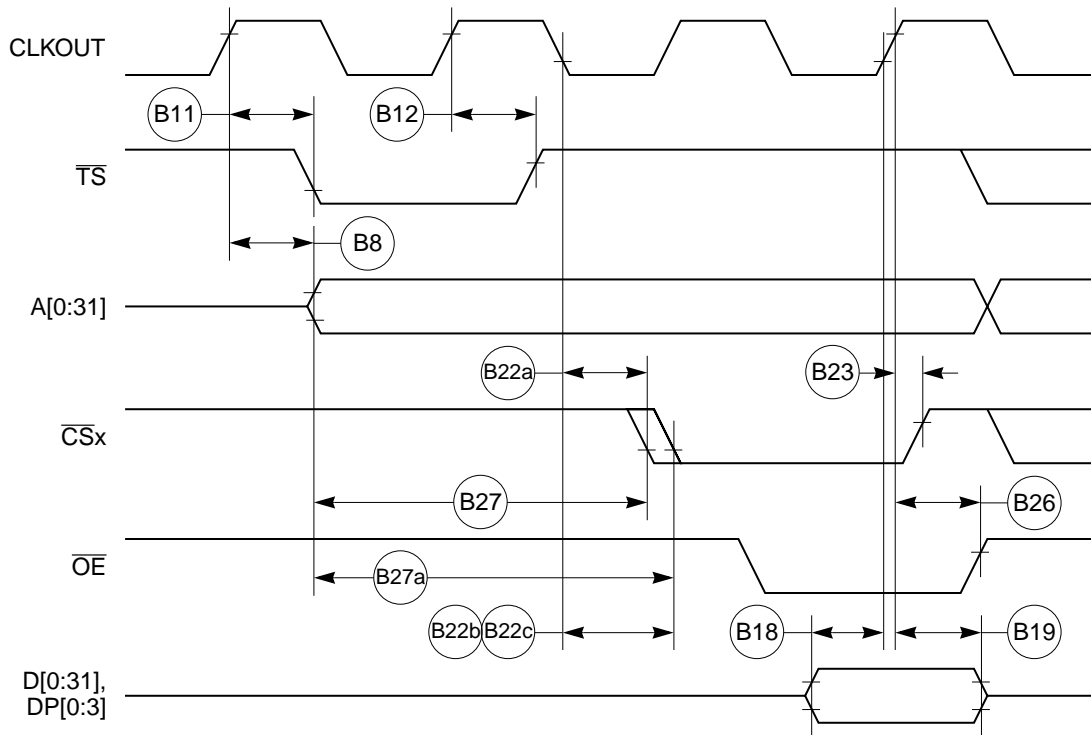 CLKOUT
B11
B12
TS
B8
A[0:31]
B22a
B23
CSx
B27
B26
OE
B27a
B22b B22c
B18
B19
D[0:31],
DP[0:3]